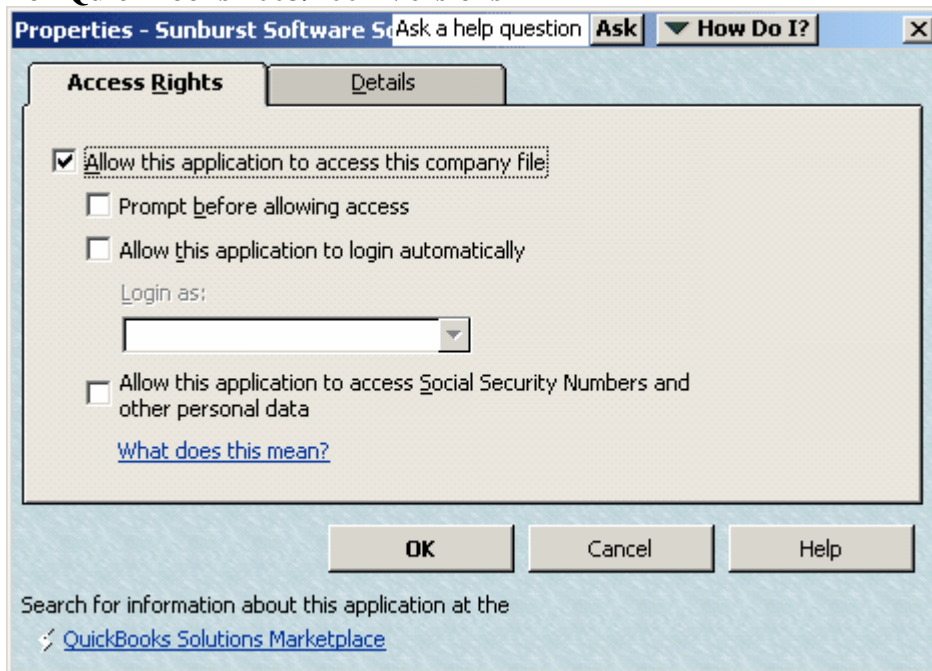 Properties - Sunburst Software Ask a help question Ask How Do I?
Access Rights Details
Allow this application to access this company file
Prompt before allowing access
Allow this application to login automatically
Login as:
Allow this application to access Social Security Numbers and
other personal data
What does this mean?
OK Cancel Help
Search for information about this application at the
QuickBooks Solutions Marketplace